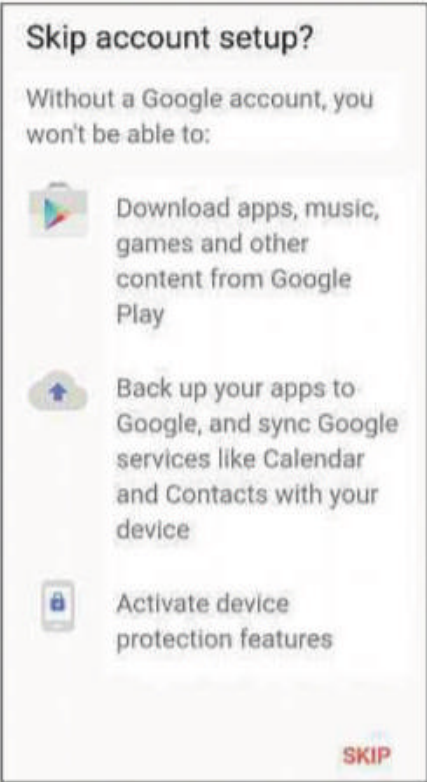 Skip account setup?
Without a Google account, you
won't be able to:
Download apps, music,
games and other
content from Google
Play
Back up your apps to
Google, and sync Google
services like Calendar
and Contacts with your
device
Activate device
protection features
SKIP